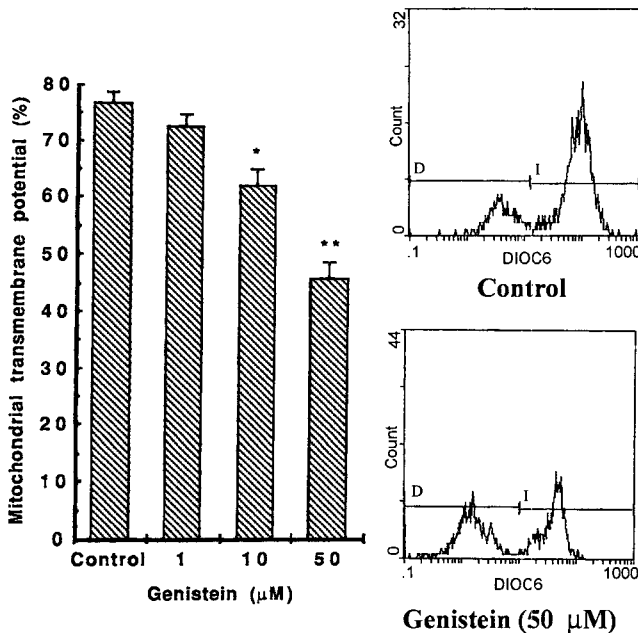 Mitochondrial transmembrane potential (%)
80
70
60
50
40
30
20
10
0
*
**
Control 1 10 50
Genistein (μM)
32
Count
0
D I
.1 1000
DIOC6
Control
44
Count
0
D I
.1 1000
DIOC6
Genistein (50 μM)